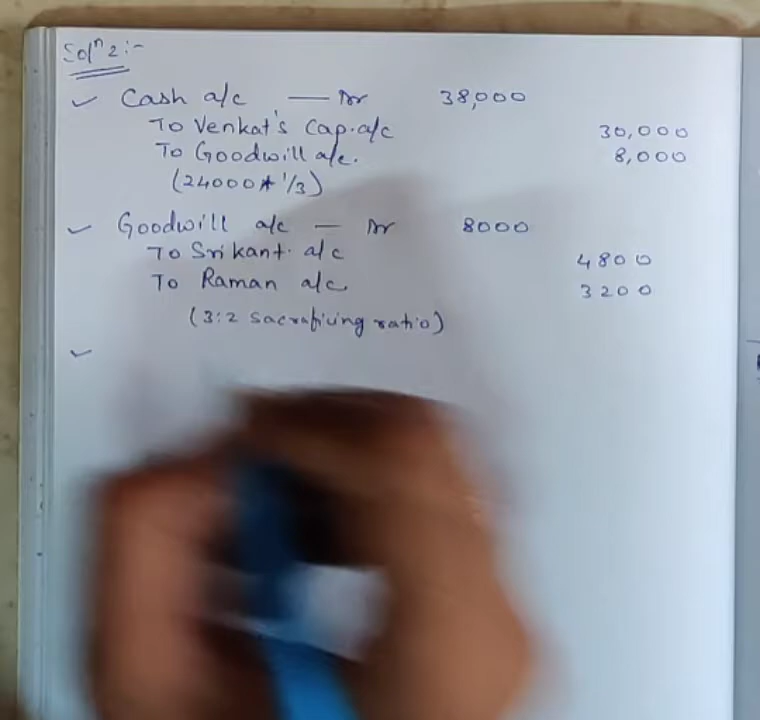 Solⁿ 2:-
Cash a/c — Dr 38,000
To Venkat's Cap. a/c 30,000
To Goodwill a/c. 8,000
(24000 * 1/3)
Goodwill a/c — Dr 8000
To Srikant. a/c 4800
To Raman a/c. 3200
(3:2 sacrafiving ratio)